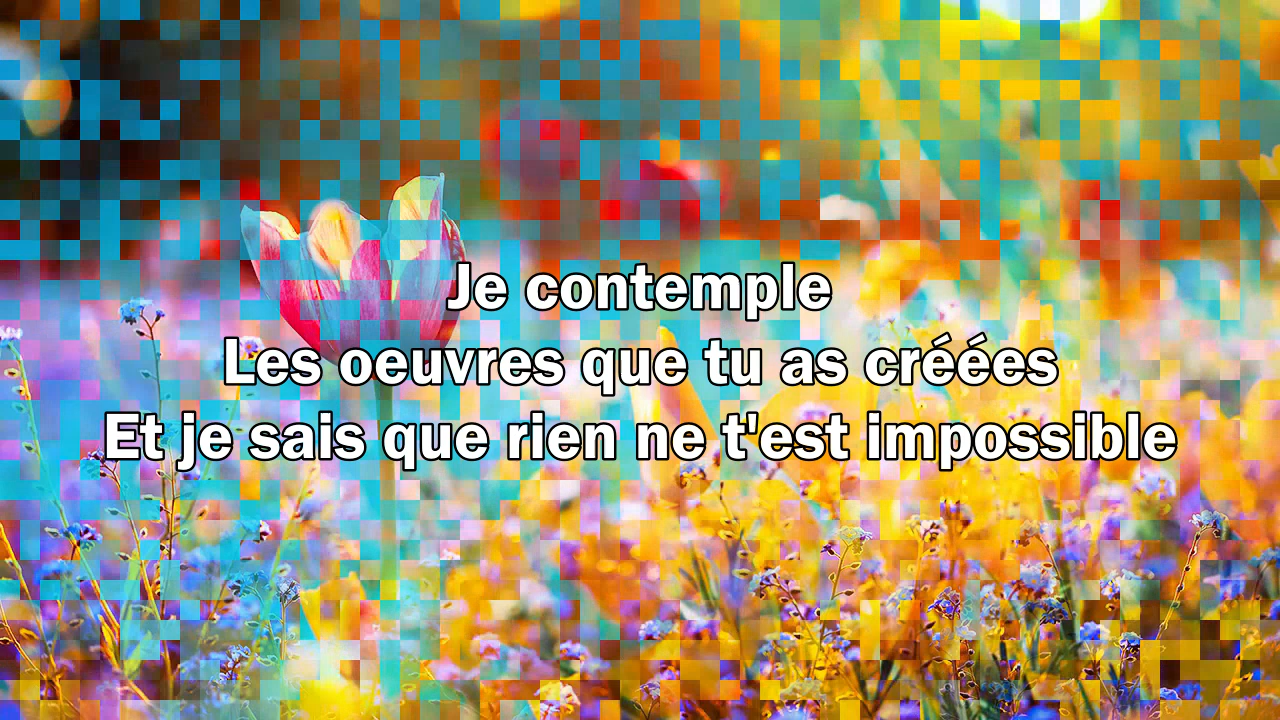 Je contemple
Les oeuvres que tu as créées
Et je sais que rien ne t'est impossible